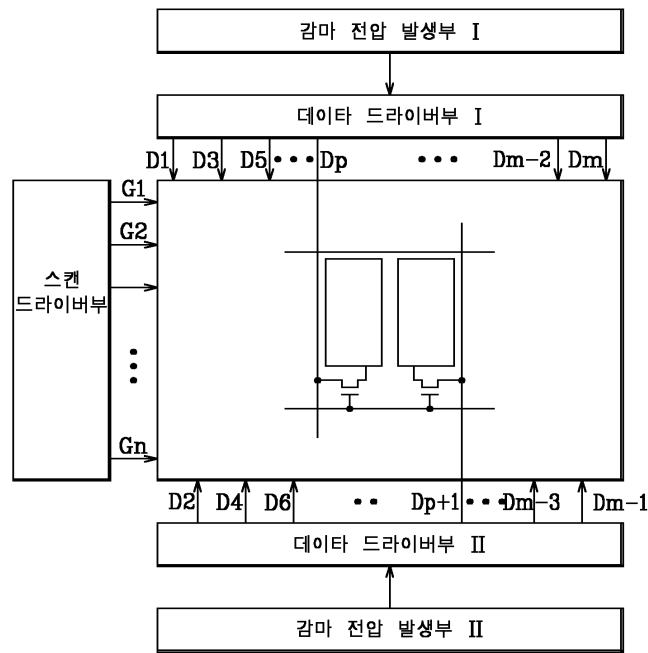 감마 전압 발생부 I
데이타 드라이버부 I
D1 D3 D5 ••• Dp ••• Dm-2 Dm
G1
G2
스캔
드라이버부
Gn
D2 D4 D6 •• Dp+1 ••• Dm-3 Dm-1
데이타 드라이버부 II
감마 전압 발생부 II